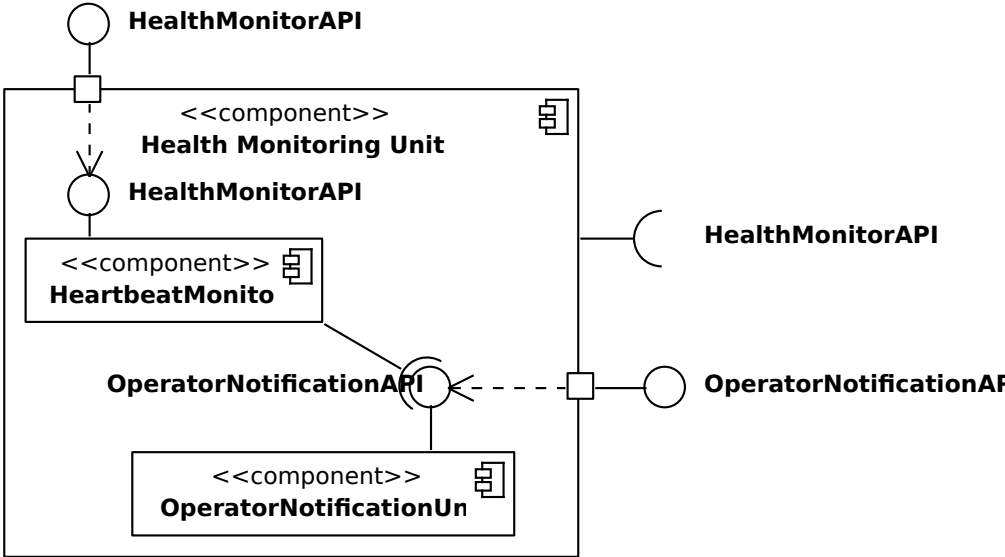 HealthMonitorAPI
<<component>>
Health Monitoring Unit
HealthMonitorAPI
HealthMonitorAPI
<<component>>
HeartbeatMonito
OperatorNotificationAPI
OperatorNotificationAP
<<component>>
OperatorNotificationUn